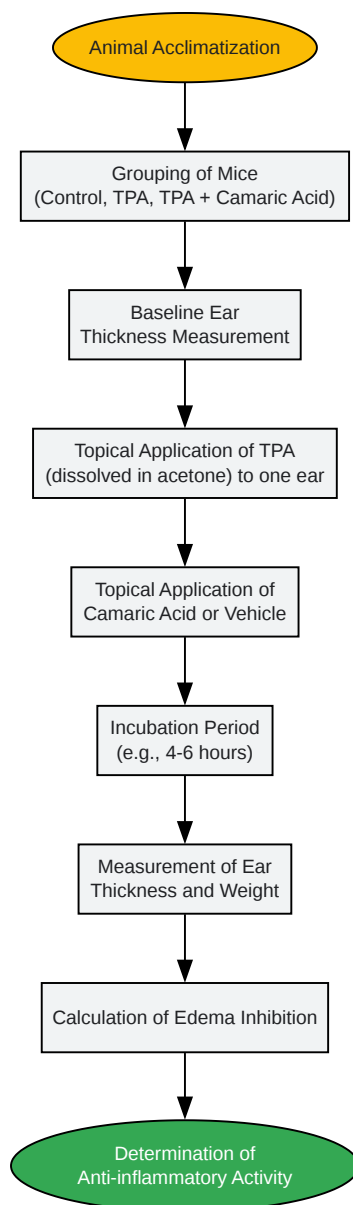 Animal Acclimatization
Grouping of Mice
(Control, TPA, TPA + Camaric Acid)
Baseline Ear
Thickness Measurement
Topical Application of TPA
(dissolved in acetone) to one ear
Topical Application of
Camaric Acid or Vehicle
Incubation Period
(e.g., 4-6 hours)
Measurement of Ear
Thickness and Weight
Calculation of Edema Inhibition
Determination of
Anti-inflammatory Activity